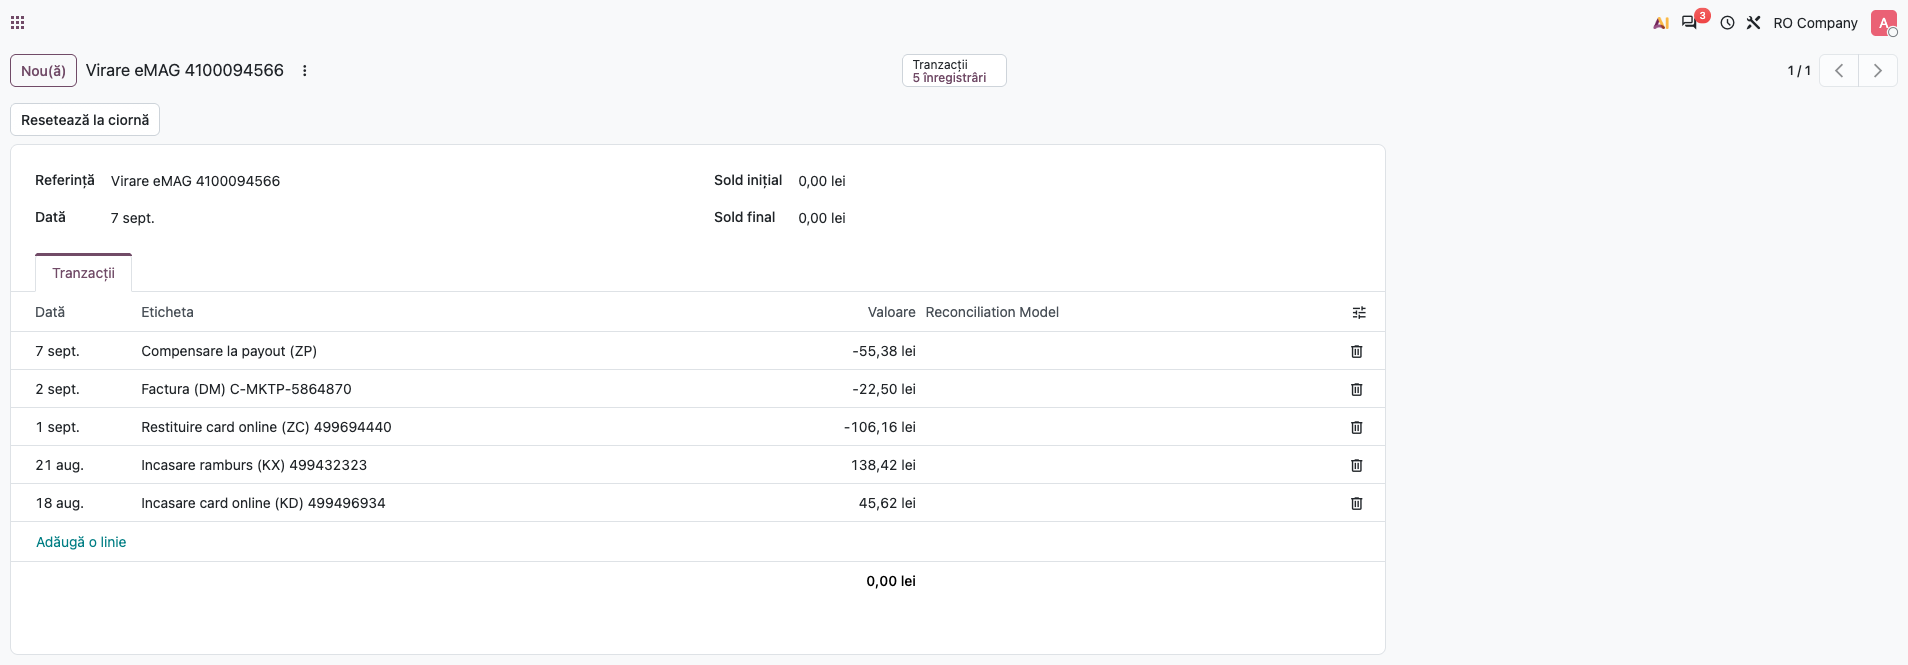 AI 3 RO Company A
Nou(ă) Virare eMAG 4100094566
Tranzacții
5 înregistrări
1 / 1
Resetează la ciornă
Referință Virare eMAG 4100094566 Sold inițial 0,00 lei
Dată 7 sept. Sold final 0,00 lei
Tranzacții
Dată Eticheta Valoare Reconciliation Model
7 sept. Compensare la payout (ZP) -55,38 lei
2 sept. Factura (DM) C-MKTP-5864870 -22,50 lei
1 sept. Restituire card online (ZC) 499694440 -106,16 lei
21 aug. Incasare ramburs (KX) 499432323 138,42 lei
18 aug. Incasare card online (KD) 499496934 45,62 lei
Adăugă o linie
0,00 lei